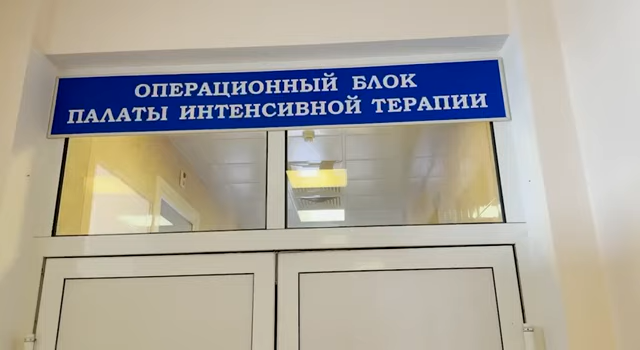 ОПЕРАЦИОННЫЙ БЛОК
ПАЛАТЫ ИНТЕНСИВНОЙ ТЕРАПИИ